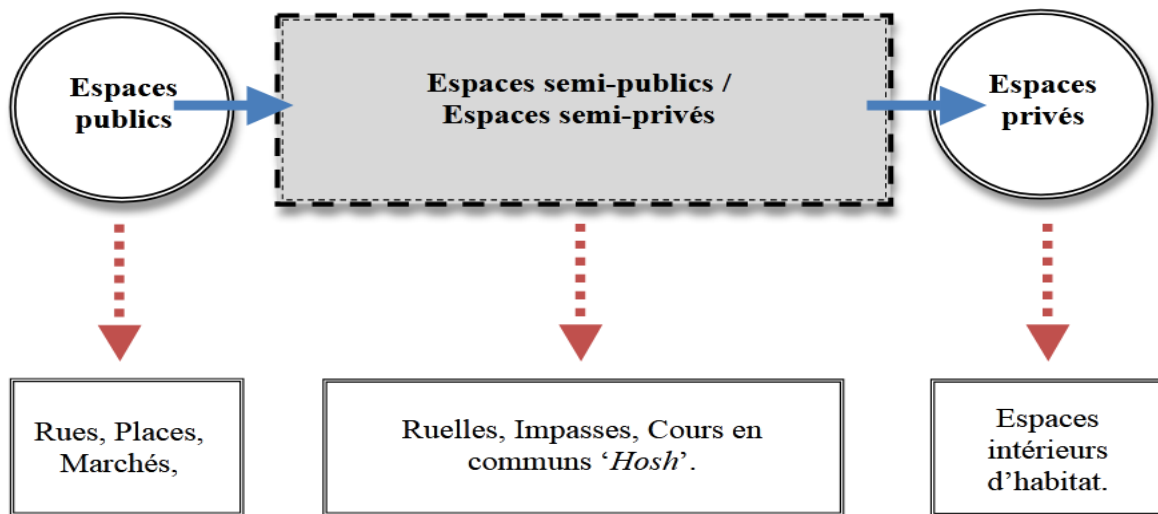 Espaces
publics
Espaces semi-publics /
Espaces semi-privés
Espaces
privés
Rues, Places,
Marchés,
Ruelles, Impasses, Cours en
communs ‘Hosh’.
Espaces
intérieurs
d’habitat.